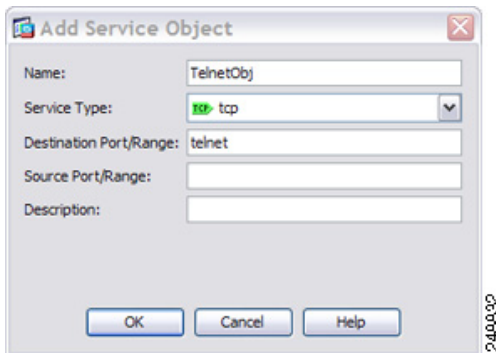 Add Service Object
Name: TelnetObj
Service Type: TCP tcp
Destination Port/Range: telnet
Source Port/Range:
Description:
OK Cancel Help
248832